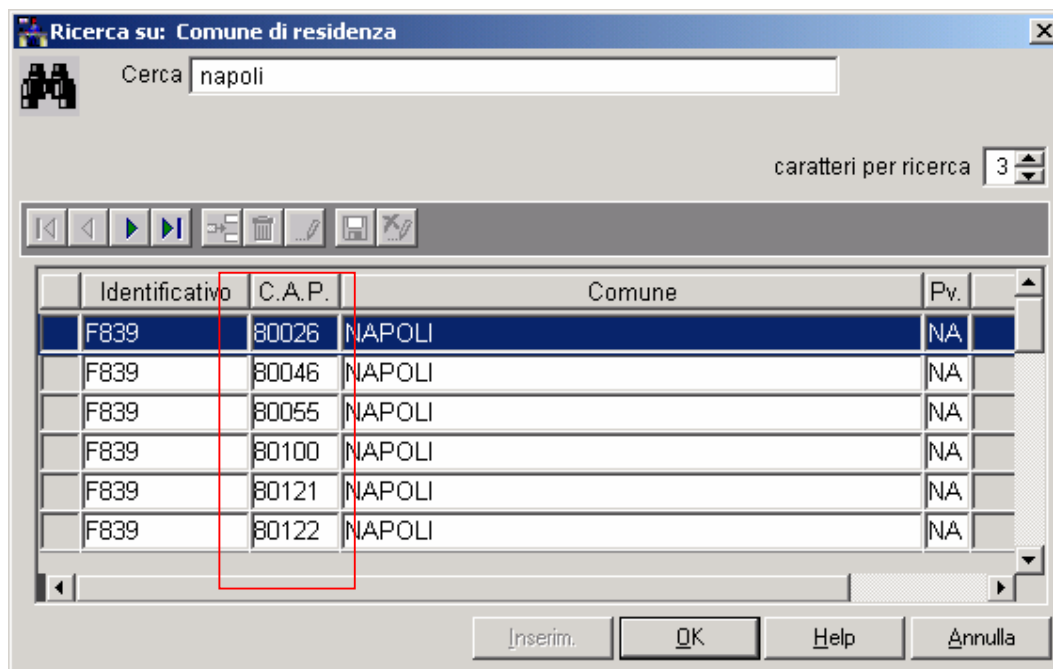 Ricerca su: Comune di residenza
Cerca napoli
caratteri per ricerca 3
Identificativo C.A.P. Comune Pv.
F839 80026 NAPOLI NA
F839 80046 NAPOLI NA
F839 80055 NAPOLI NA
F839 80100 NAPOLI NA
F839 80121 NAPOLI NA
F839 80122 NAPOLI NA
Inserim. OK Help Annulla